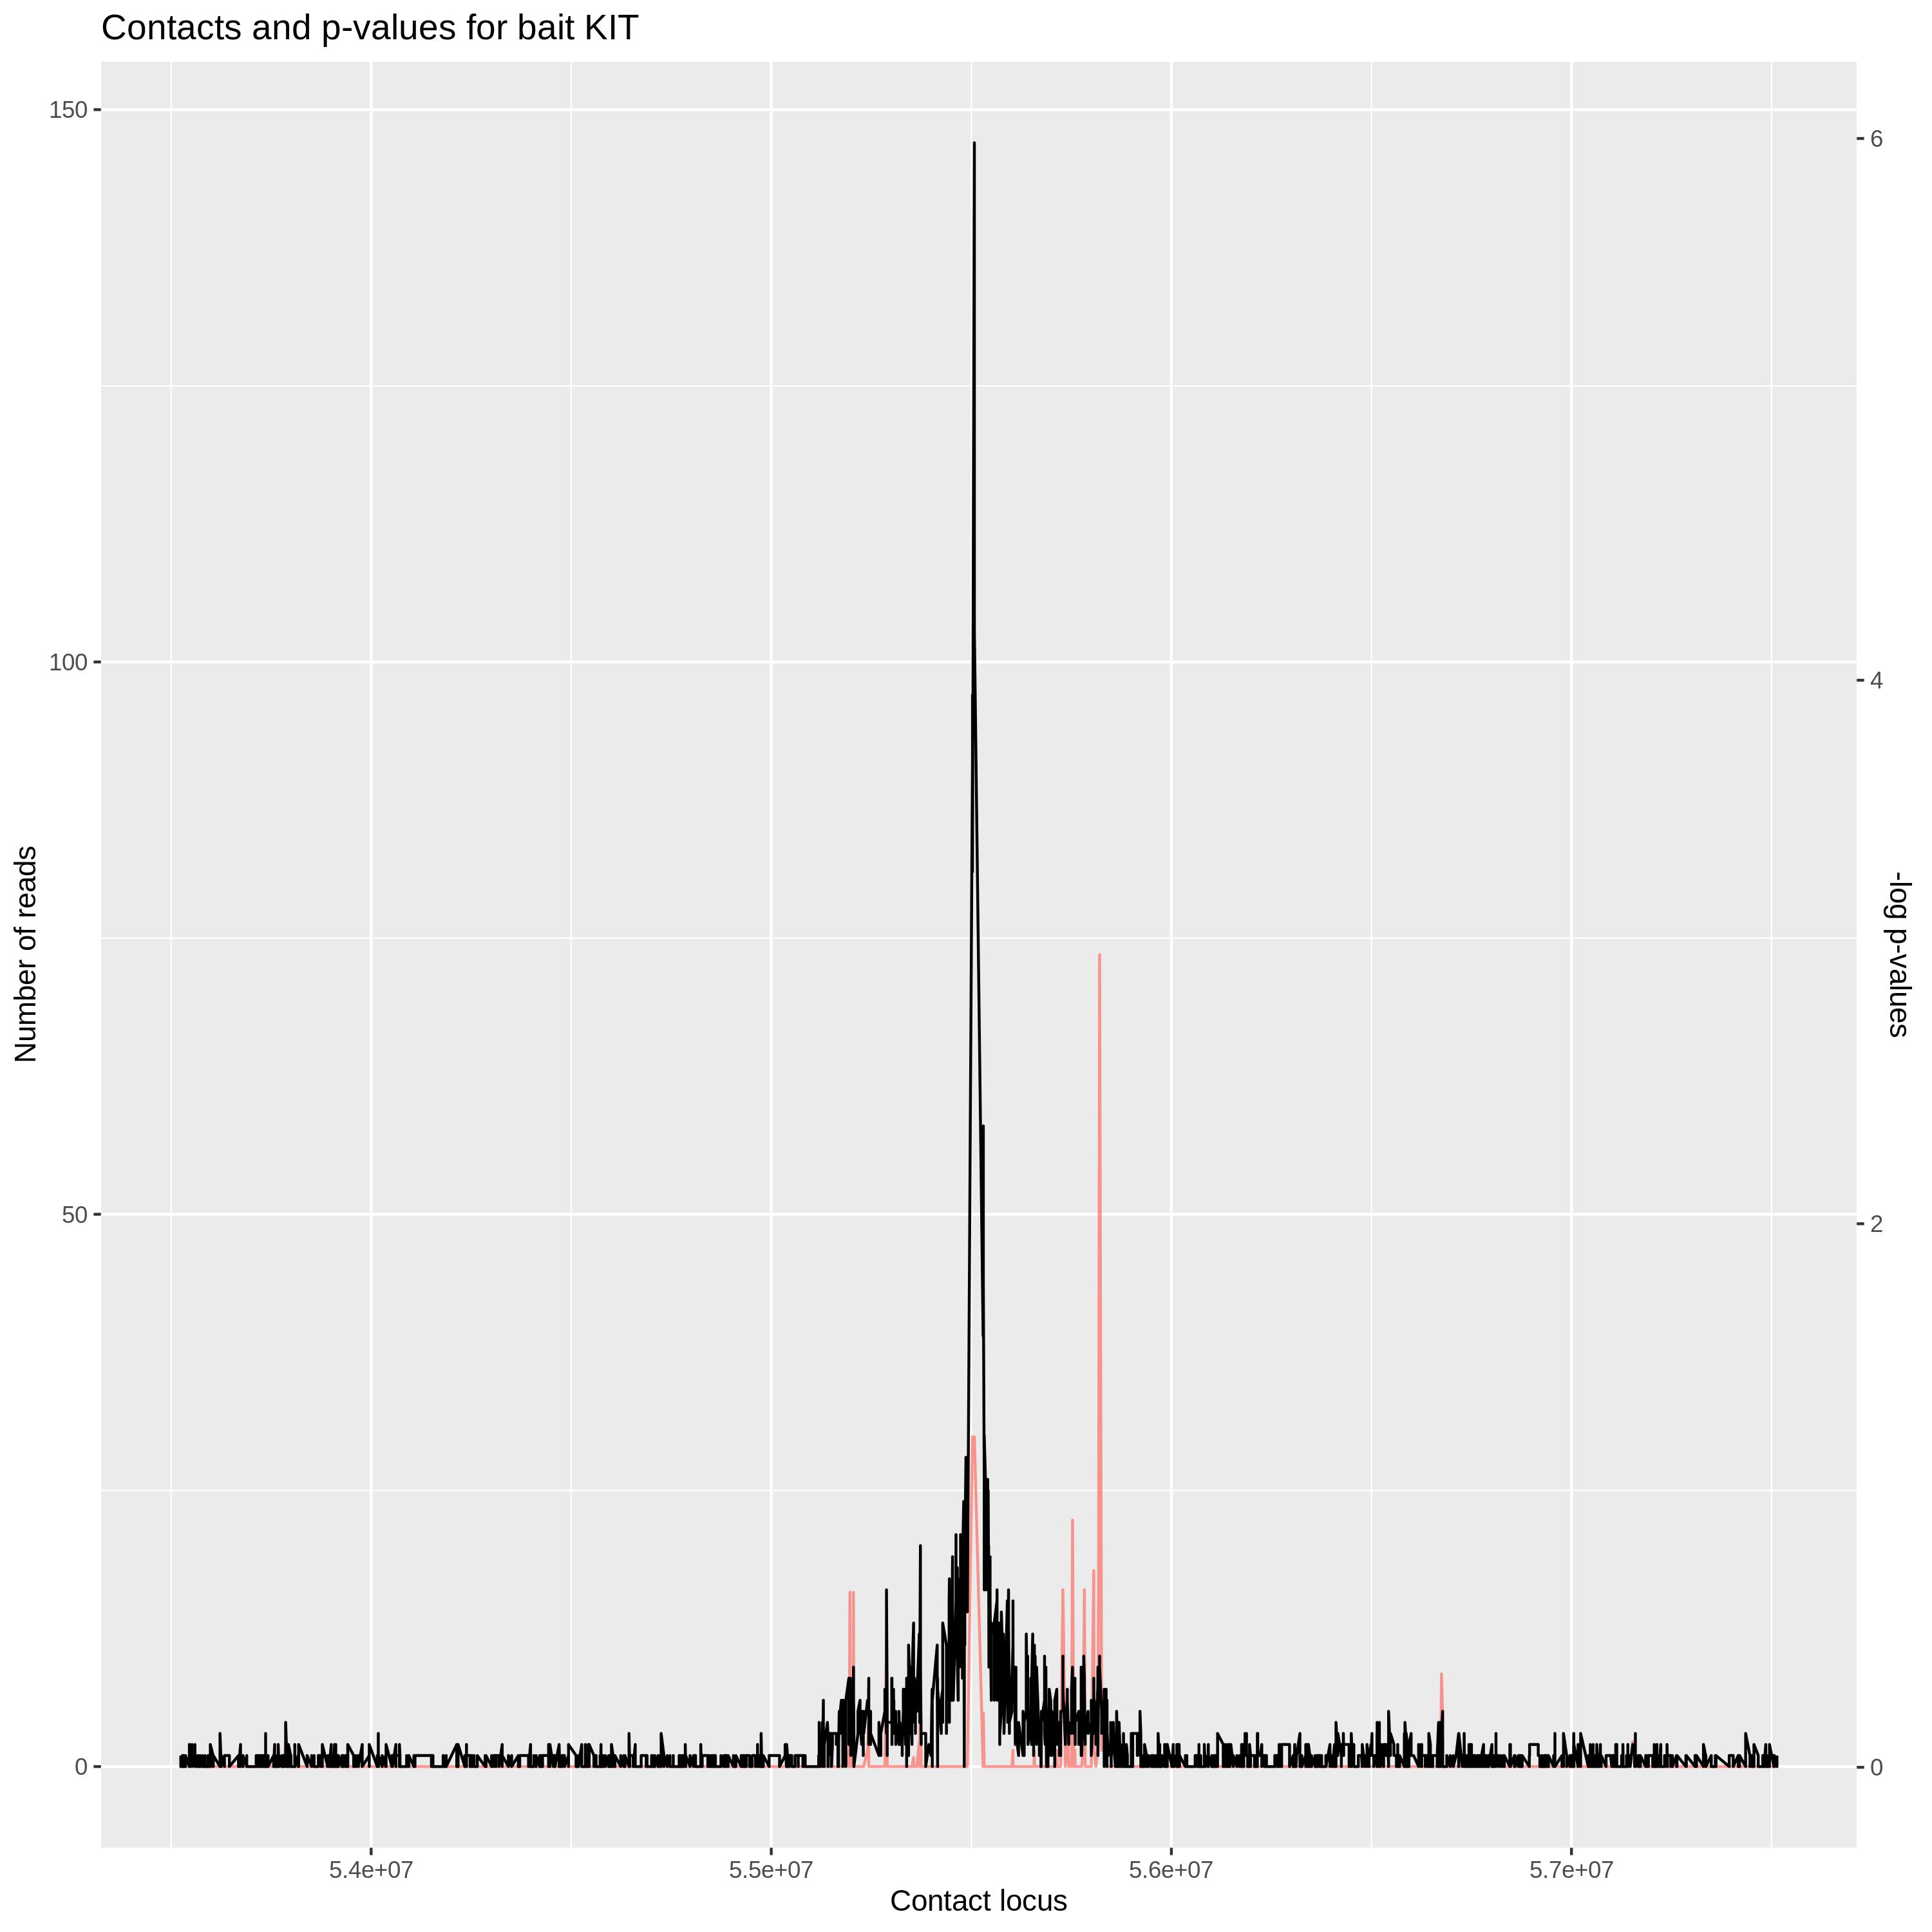 Contacts and p-values for bait KIT
150
100
50
0
Number of reads
6
4
2
0
-log p-values
5.4e+07
5.5e+07
5.6e+07
5.7e+07
Contact locus